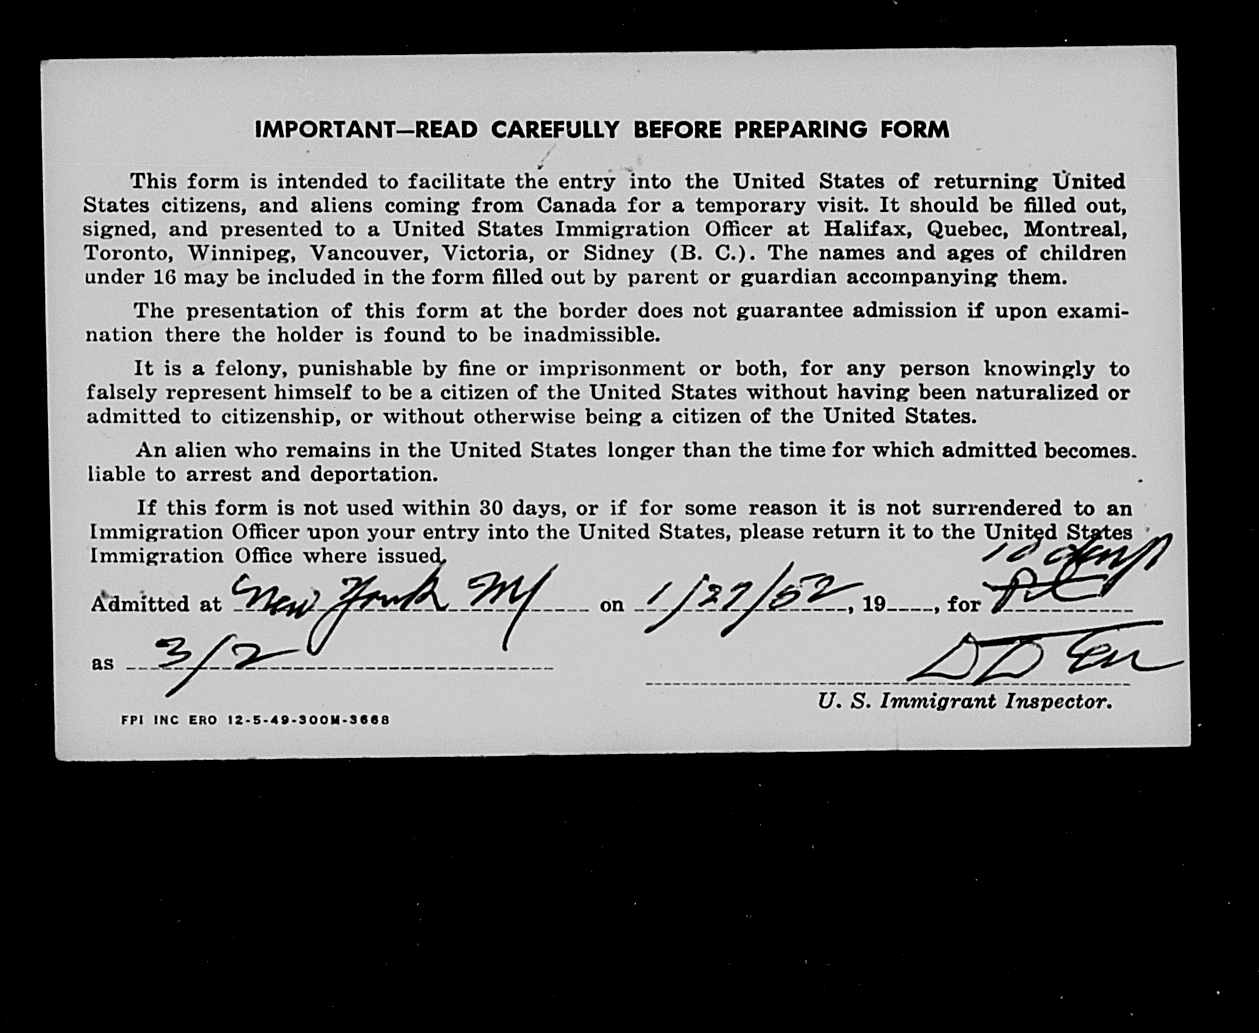 IMPORTANT—READ CAREFULLY BEFORE PREPARING FORM
This form is intended to facilitate the entry into the United States of returning United
States citizens, and aliens coming from Canada for a temporary visit. It should be filled out,
signed, and presented to a United States Immigration Officer at Halifax, Quebec, Montreal,
Toronto, Winnipeg, Vancouver, Victoria, or Sidney (B. C.). The names and ages of children
under 16 may be included in the form filled out by parent or guardian accompanying them.
The presentation of this form at the border does not guarantee admission if upon exami-
nation there the holder is found to be inadmissible.
It is a felony, punishable by fine or imprisonment or both, for any person knowingly to
falsely represent himself to be a citizen of the United States without having been naturalized or
admitted to citizenship, or without otherwise being a citizen of the United States.
An alien who remains in the United States longer than the time for which admitted becomes
liable to arrest and deportation.
If this form is not used within 30 days, or if for some reason it is not surrendered to an
Immigration Officer upon your entry into the United States, please return it to the United States
Immigration Office where issued.
10 days
Admitted at New York NY on 1/27/52, 19____, for
as 3/2
U. S. Immigrant Inspector.
FPI INC ERO 12-5-49-300M-3668